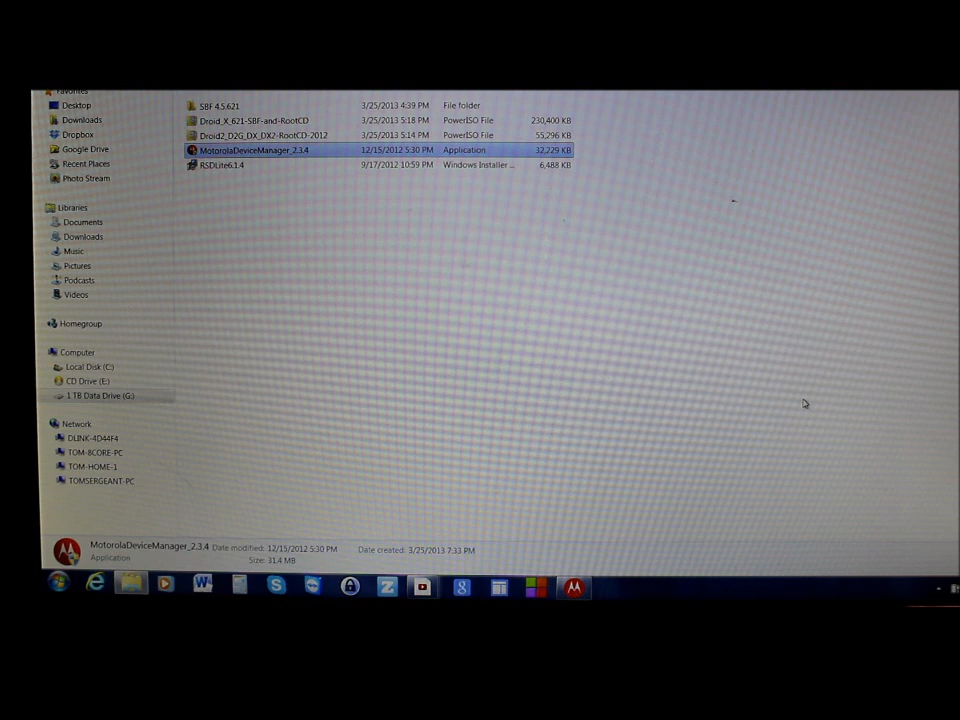 Favorites
Desktop
Downloads
Dropbox
Google Drive
Recent Places
Photo Stream
Libraries
Documents
Downloads
Music
Pictures
Podcasts
Videos
Homegroup
Computer
Local Disk (C:)
CD Drive (E:)
1 TB Data Drive (G:)
Network
DLINK-4D44F4
TOM-8CORE-PC
TOM-HOME-1
TOMSERGEANT-PC
SBF 4.5.621 3/25/2013 4:39 PM File folder
Droid_X_621-SBF-and-RootCD 3/25/2013 5:18 PM PowerISO File 230,400 KB
Droid2_D2G_DX_DX2-RootCD-2012 3/25/2013 5:14 PM PowerISO File 55,296 KB
MotorolaDeviceManager_2.3.4 12/15/2012 5:30 PM Application 32,229 KB
RSDLite6.1.4 9/17/2012 10:59 PM Windows Installer ... 6,488 KB
MotorolaDeviceManager_2.3.4 Date modified: 12/15/2012 5:30 PM Date created: 3/25/2013 7:33 PM
Application Size: 31.4 MB